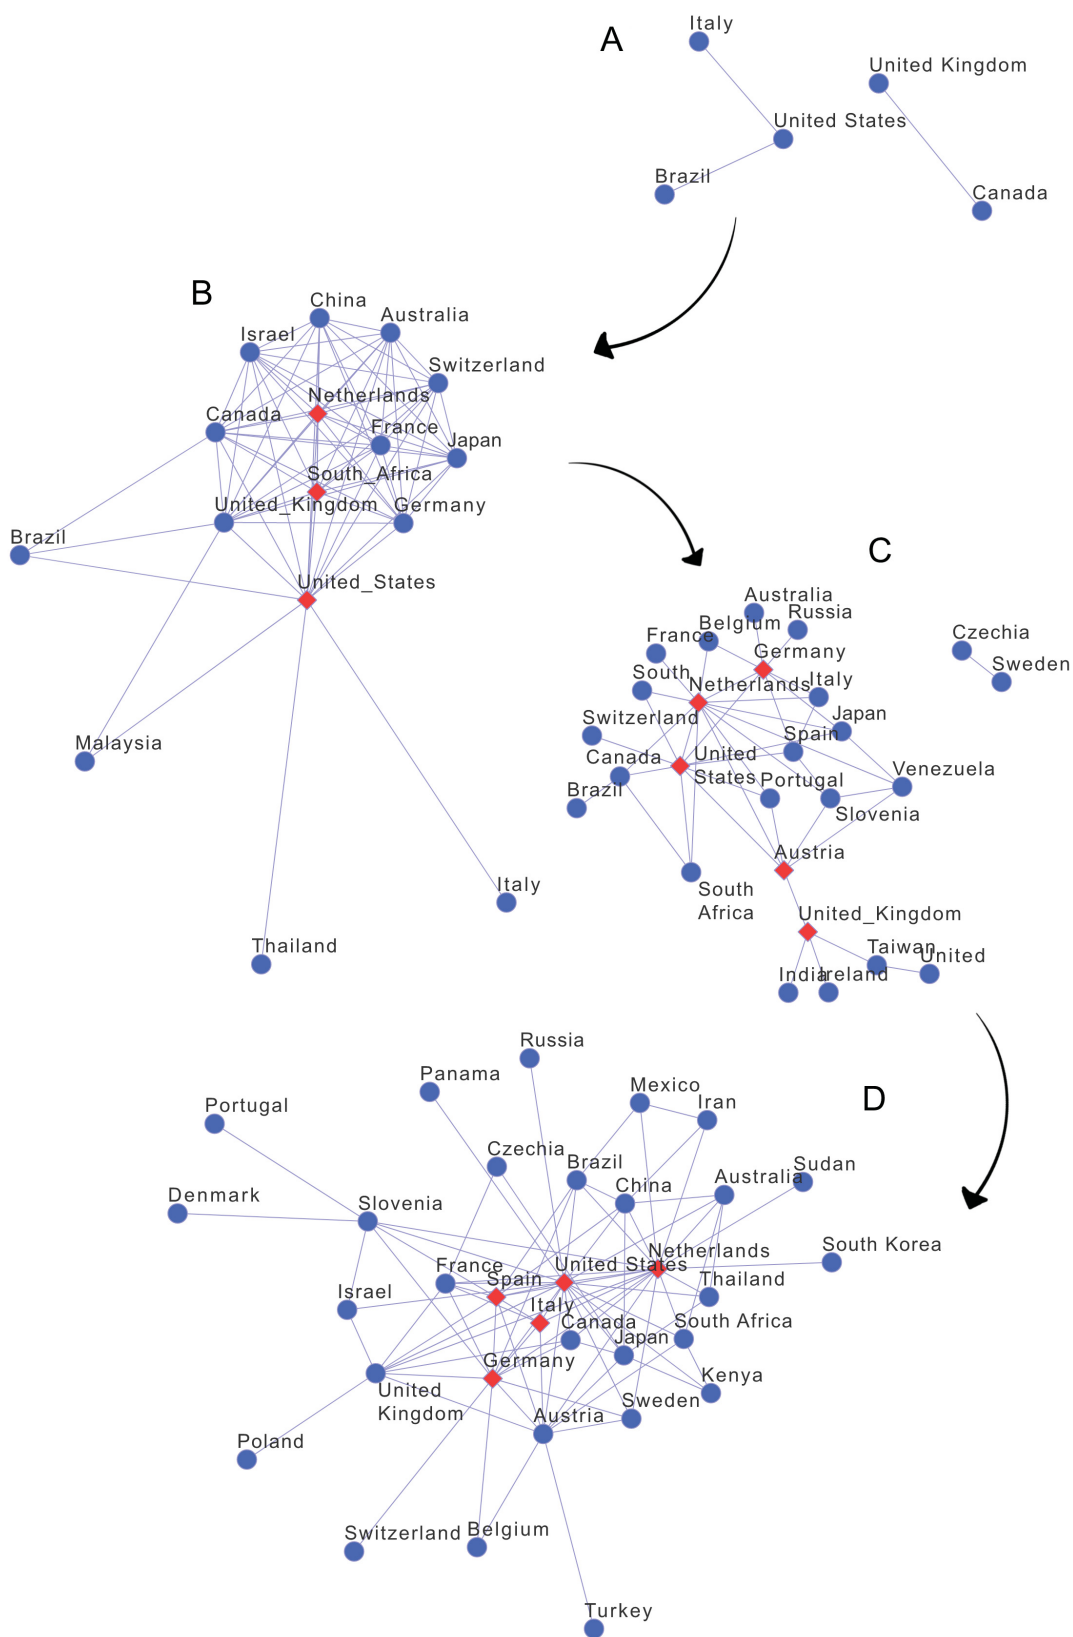 A
Italy
United Kingdom
United States
Brazil
Canada
B
China
Australia
Israel
Switzerland
Netherlands
Canada
France
Japan
South_Africa
United_Kingdom
Germany
Brazil
United_States
Malaysia
Italy
Thailand
C
Australia
Russia
Belgium
France
Germany
Czechia
Sweden
South
Netherlands
Italy
Switzerland
Japan
Spain
Canada
United
States
Portugal
Venezuela
Brazil
Slovenia
Austria
South
Africa
United_Kingdom
Taiwan
United
India
Ireland
D
Russia
Panama
Mexico
Iran
Portugal
Czechia
Brazil
China
Australia
Sudan
Denmark
Slovenia
South Korea
Netherlands
France
United States
Spain
Thailand
Israel
Italy
Canada
South Africa
Japan
Germany
Kenya
United
Kingdom
Sweden
Austria
Poland
Switzerland
Belgium
Turkey